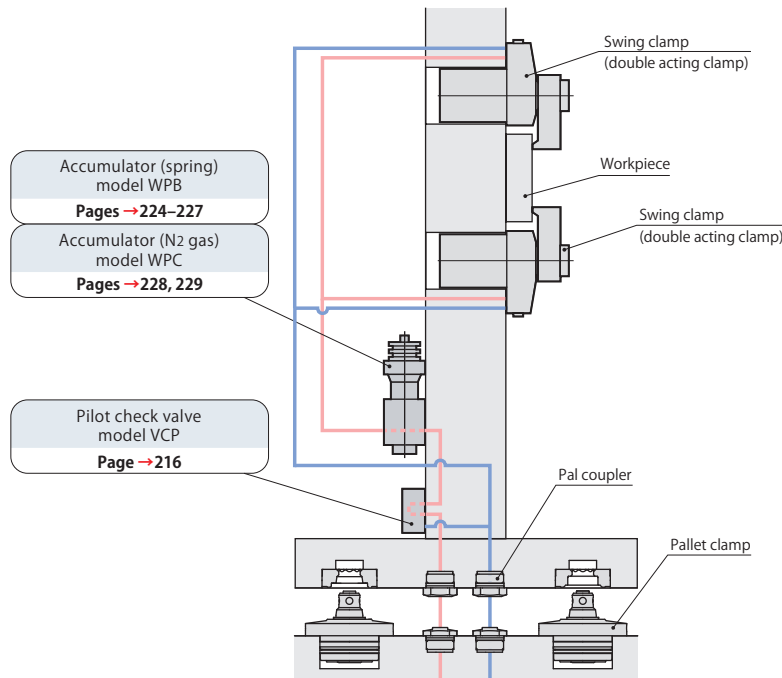 Swing clamp
(double acting clamp)
Accumulator (spring)
model WPB
Pages →224–227
Workpiece
Accumulator (N2 gas)
model WPC
Pages →228, 229
Swing clamp
(double acting clamp)
Pilot check valve
model VCP
Page →216
Pal coupler
Pallet clamp